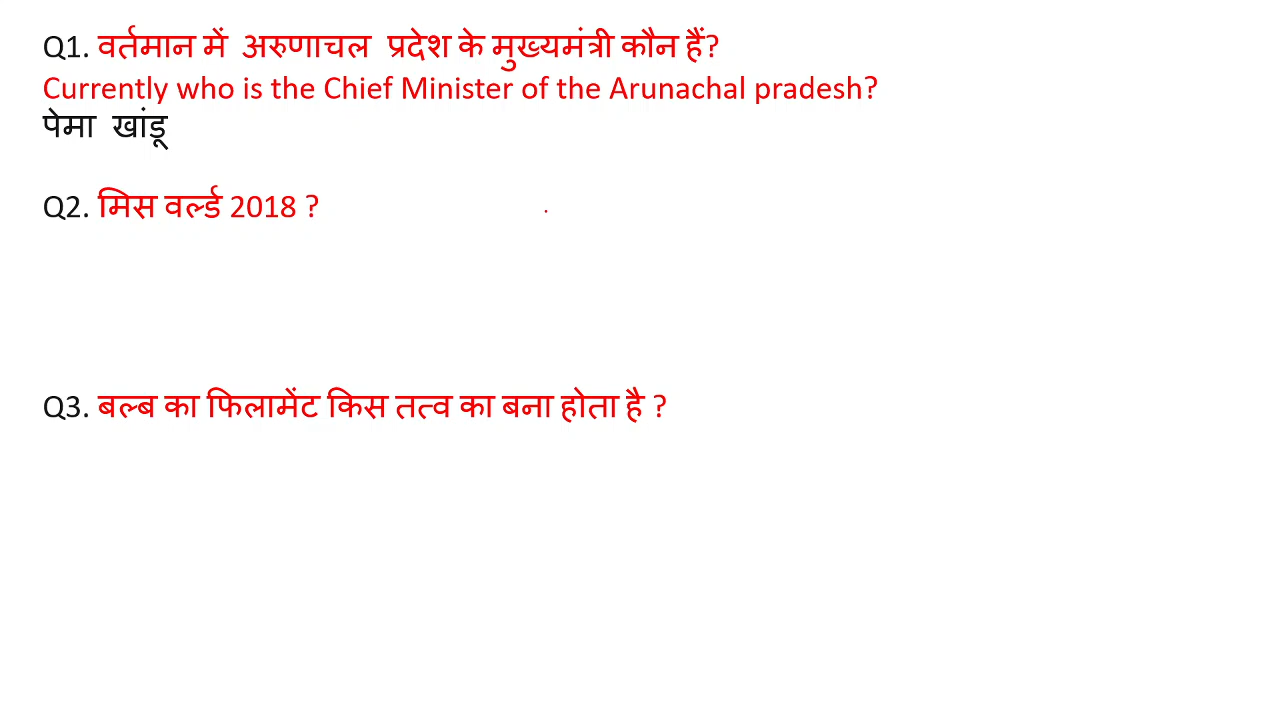 Q1. वर्तमान में अरुणाचल प्रदेश के मुख्यमंत्री कौन हैं?
Currently who is the Chief Minister of the Arunachal pradesh?
पेमा खांडू
Q2. मिस वर्ल्ड 2018 ?
Q3. बल्ब का फिलामेंट किस तत्व का बना होता है ?